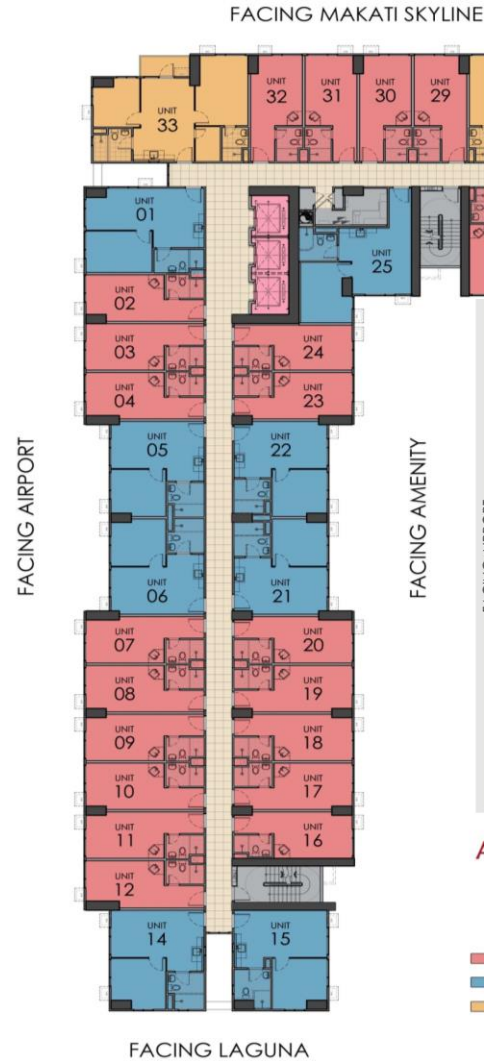 FACING MAKATI SKYLINE
UNIT
33
UNIT
32
UNIT
31
UNIT
30
UNIT
29
UNIT
01
UNIT
25
UNIT
02
UNIT
03
UNIT
24
UNIT
04
UNIT
23
UNIT
05
UNIT
22
FACING AIRPORT
FACING AMENITY
UNIT
06
UNIT
21
UNIT
07
UNIT
20
UNIT
08
UNIT
19
UNIT
09
UNIT
18
UNIT
10
UNIT
17
UNIT
11
UNIT
16
UNIT
12
UNIT
14
UNIT
15
A
FACING LAGUNA